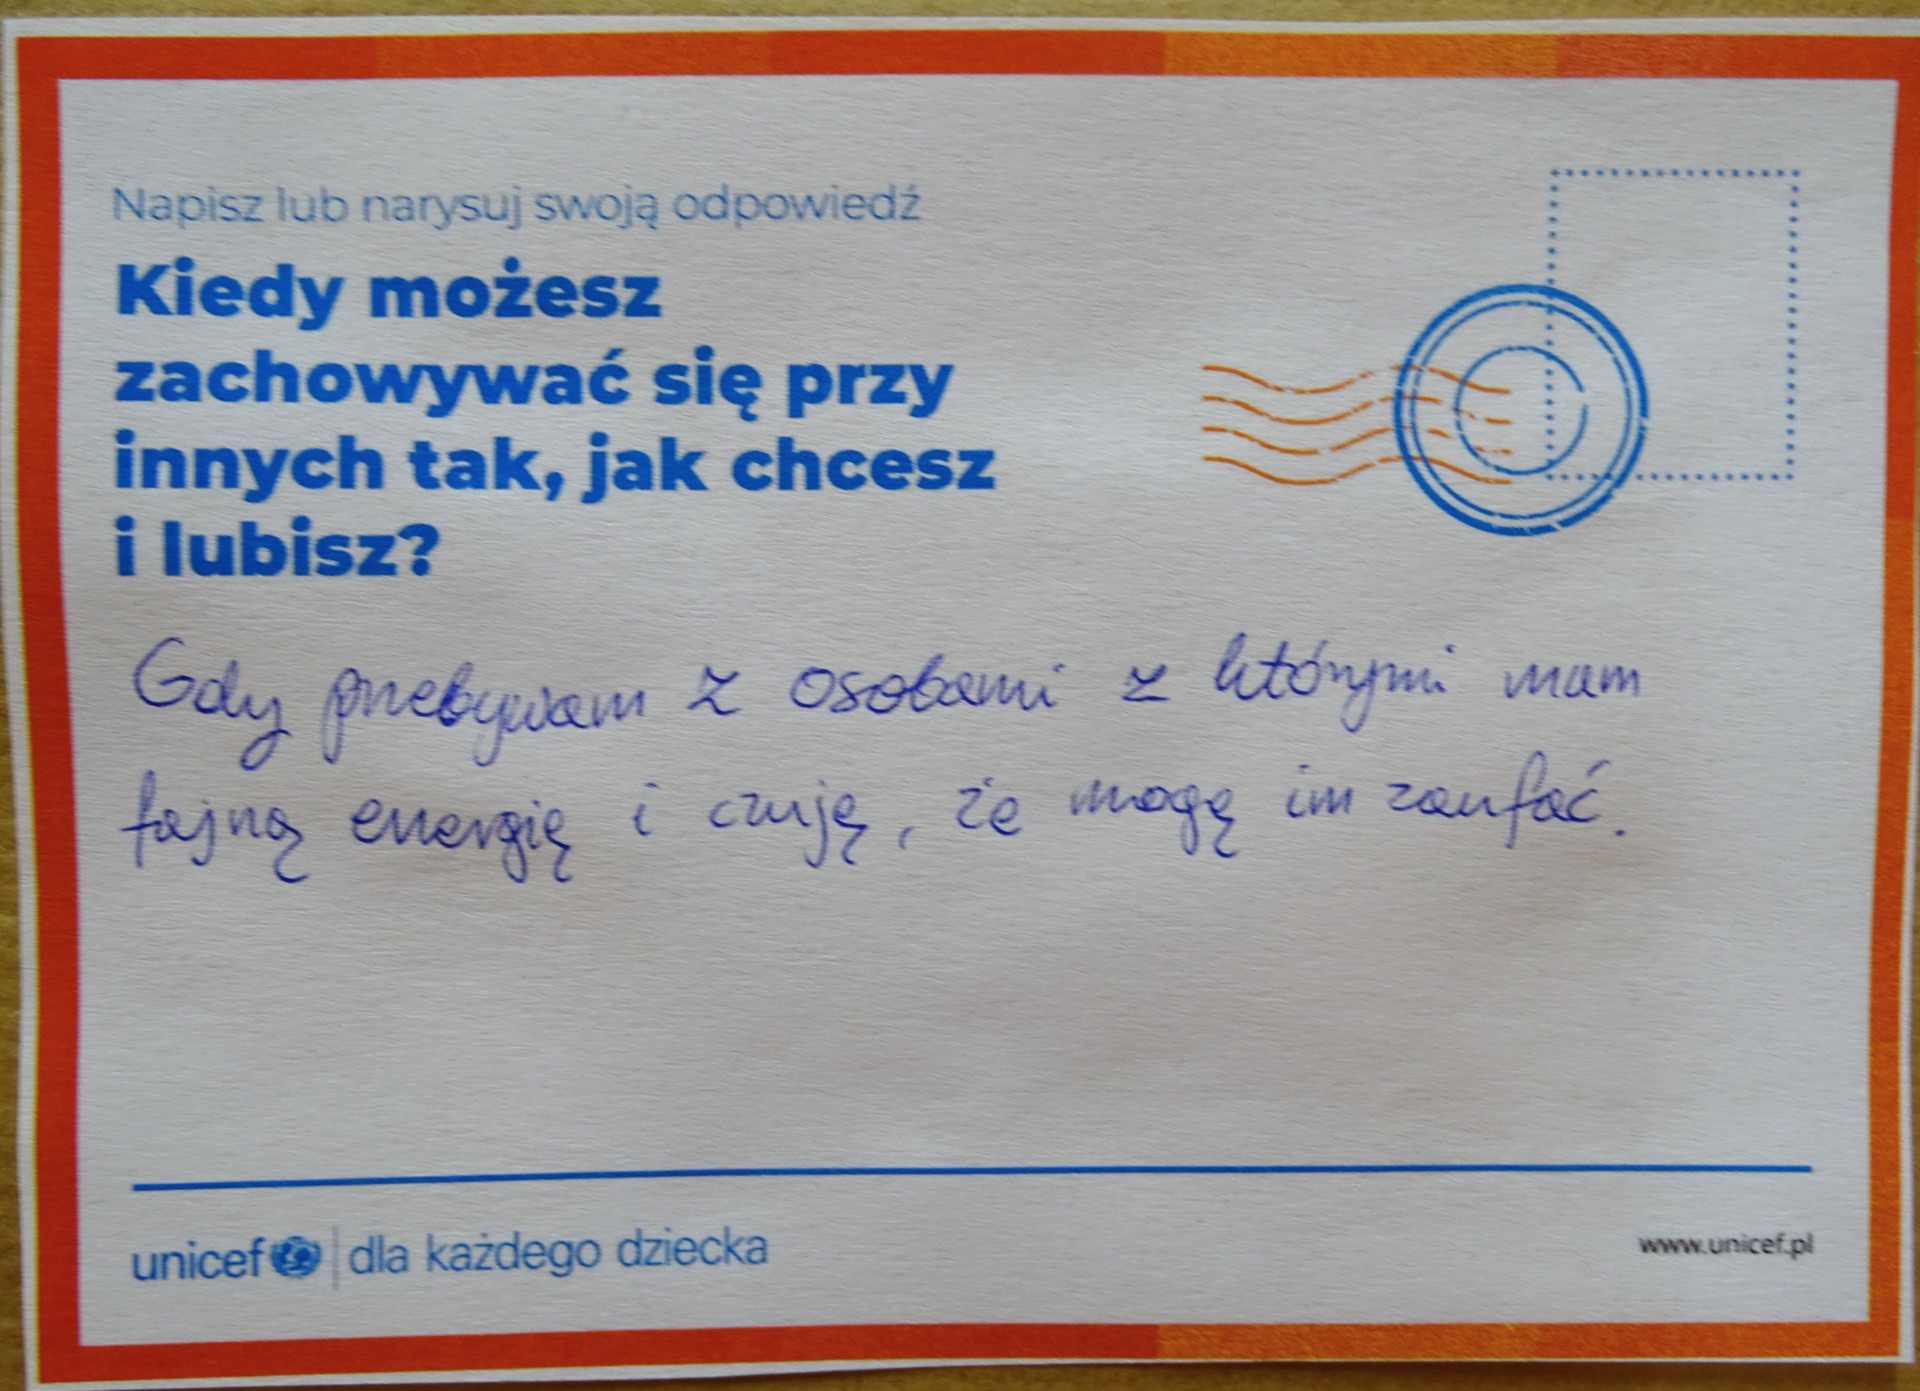 Napisz lub narysuj swoją odpowiedź
Kiedy możesz
zachowywać się przy
innych tak, jak chcesz
i lubisz?
Gdy przebywam z osobami z którymi mam
fajną energię i czuję, że mogę im zaufać.
unicef dla każdego dziecka
www.unicef.pl